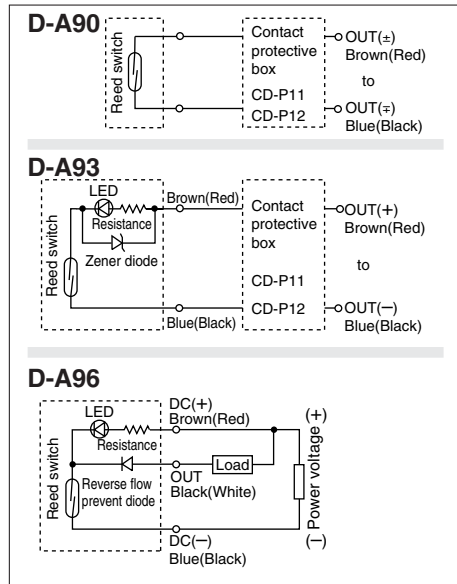 D-A90
Reed switch
Contact
protective
box
CD-P11
CD-P12
OUT(±)
Brown(Red)
to
OUT(∓)
Blue(Black)
D-A93
LED
Resistance
Zener diode
Reed switch
Brown(Red)
Blue(Black)
Contact
protective
box
CD-P11
CD-P12
OUT(+)
Brown(Red)
to
OUT(−)
Blue(Black)
D-A96
LED
Resistance
Reverse flow
prevent diode
Reed switch
DC(+)
Brown(Red)
OUT
Black(White)
Load
DC(−)
Blue(Black)
(+)
Power voltage
(−)